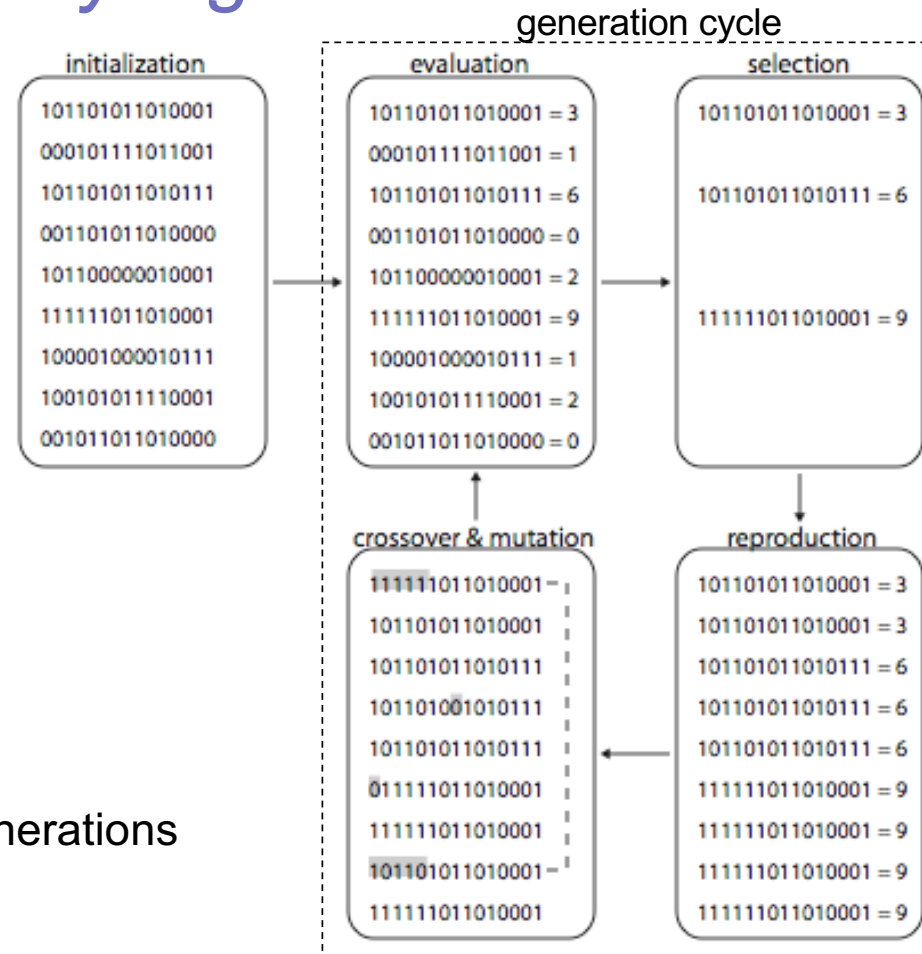 generation cycle
initialization
101101011010001
000101111011001
101101011010111
001101011010000
101100000010001
111111011010001
100001000010111
100101011110001
001011011010000
evaluation
101101011010001 = 3
000101111011001 = 1
101101011010111 = 6
001101011010000 = 0
101100000010001 = 2
111111011010001 = 9
100001000010111 = 1
100101011110001 = 2
001011011010000 = 0
selection
101101011010001 = 3
101101011010111 = 6
111111011010001 = 9
reproduction
101101011010001 = 3
101101011010001 = 3
101101011010111 = 6
101101011010111 = 6
101101011010111 = 6
111111011010001 = 9
111111011010001 = 9
111111011010001 = 9
111111011010001 = 9
crossover & mutation
111111011010001
101101011010001
101101011010111
101101001010111
101101011010111
011111011010001
111111011010001
101101011010001
111111011010001
nerations